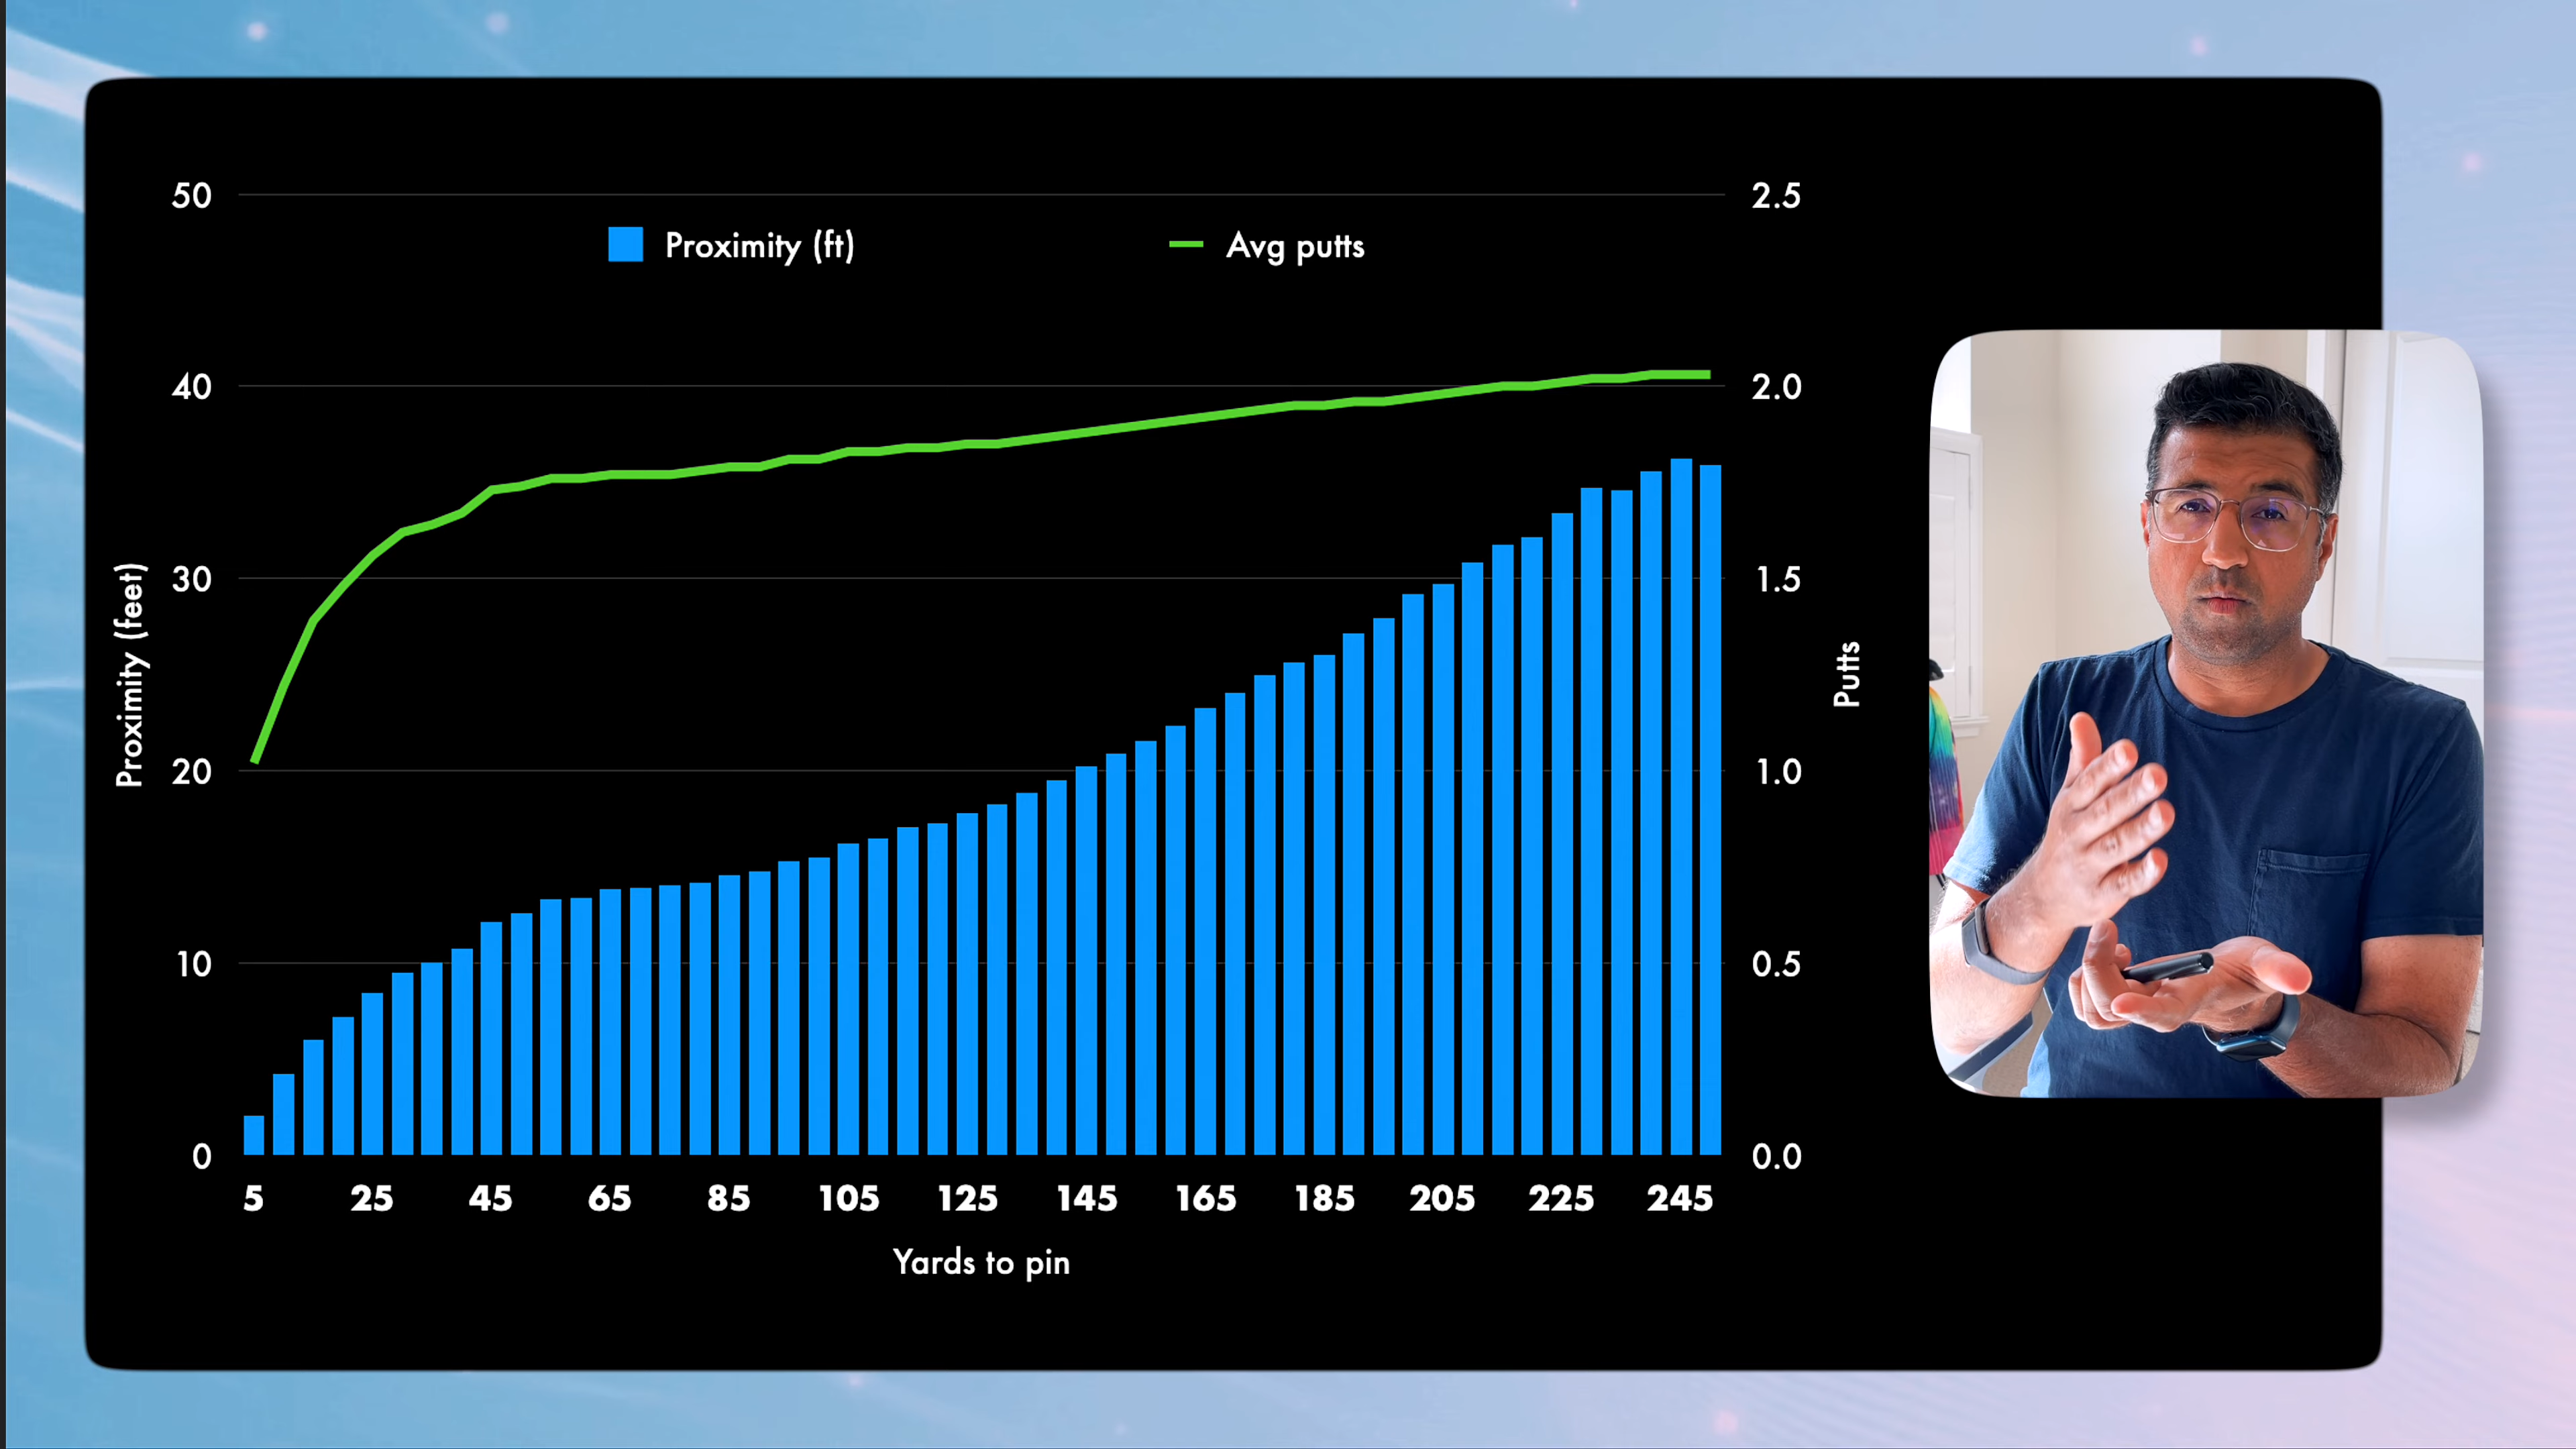 50
2.5
Proximity (ft)
Avg putts
40
2.0
30
1.5
Proximity (feet)
Putts
20
1.0
10
0.5
0
0.0
5 25 45 65 85 105 125 145 165 185 205 225 245
Yards to pin